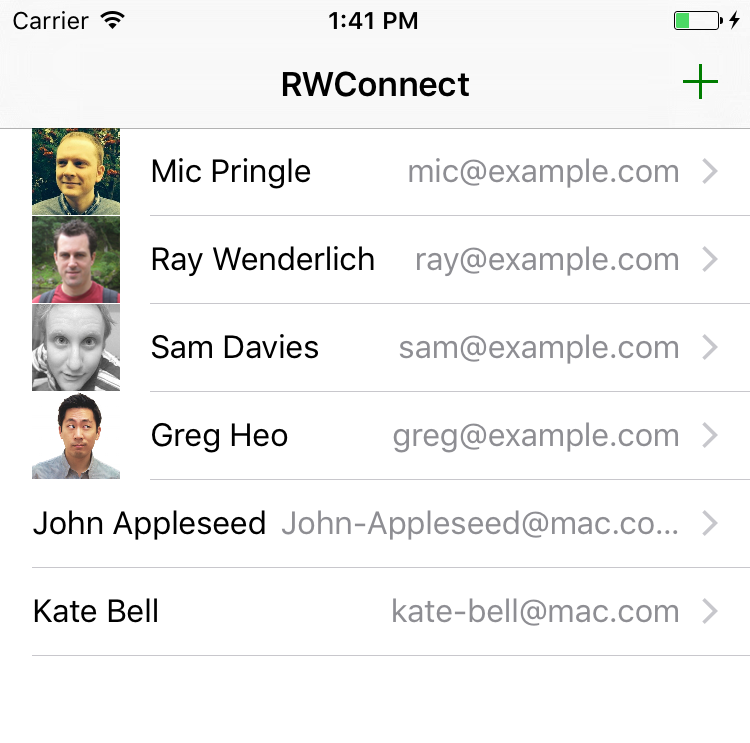 Carrier 1:41 PM
RWConnect
Mic Pringle mic@example.com
Ray Wenderlich ray@example.com
Sam Davies sam@example.com
Greg Heo greg@example.com
John Appleseed John-Appleseed@mac.co...
Kate Bell kate-bell@mac.com